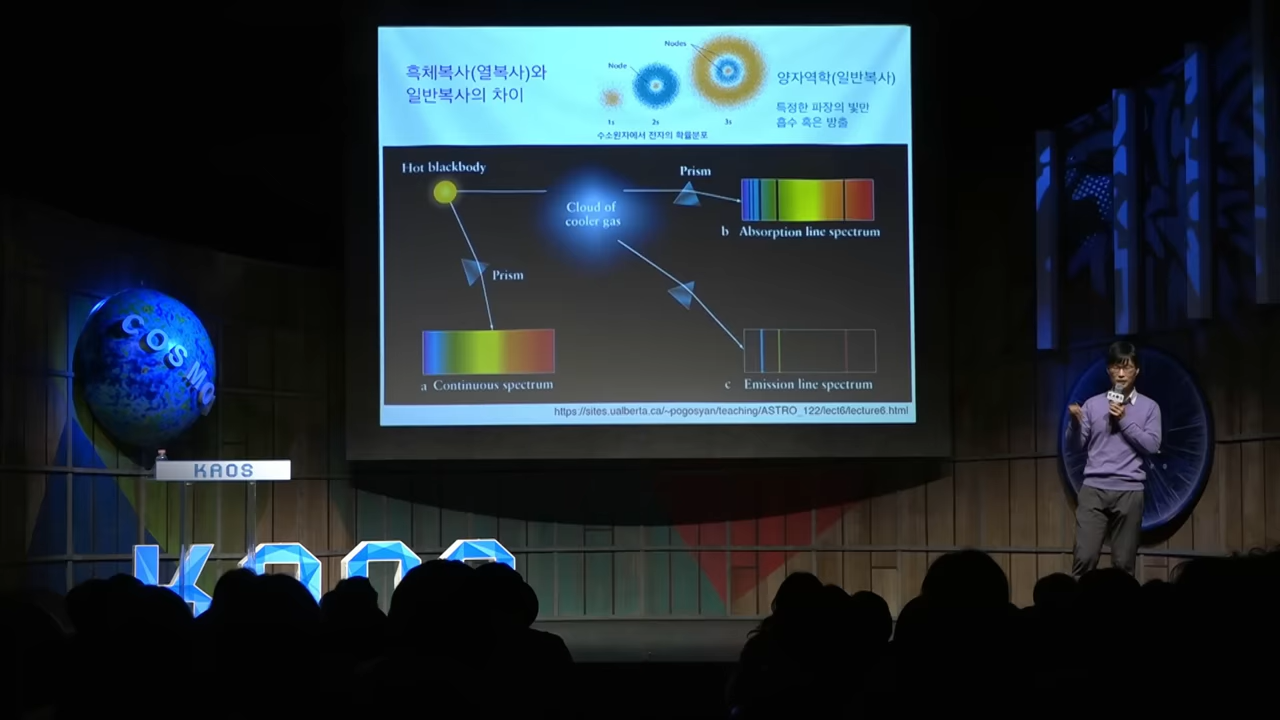 흑체복사(열복사)와
일반복사의 차이
Nodes
Node
1s
2s
3s
수소원자에서 전자의 확률분포
양자역학(일반복사)
특정한 파장의 빛만
흡수 혹은 방출
Hot blackbody
Prism
Cloud of
cooler gas
b Absorption line spectrum
Prism
a Continuous spectrum
c Emission line spectrum
https://sites.ualberta.ca/~pogosyan/teaching/ASTRO_122/lect6/lecture6.html
COSMO
KAOS
KAOS